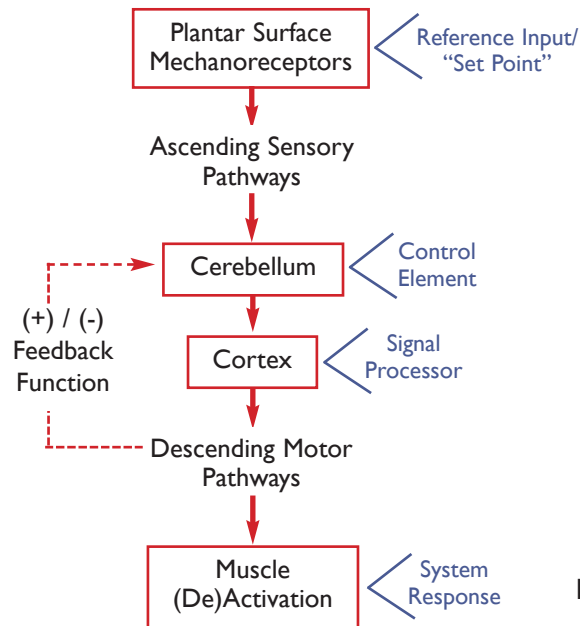 Plantar Surface
Mechanoreceptors
Reference Input/
“Set Point”
Ascending Sensory
Pathways
Cerebellum
Control
Element
(+) / (-)
Feedback
Function
Cortex
Signal
Processor
Descending Motor
Pathways
Muscle
(De)Activation
System
Response